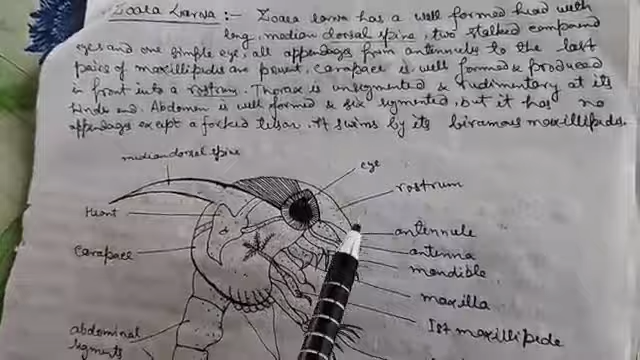 Zoaea Larva :- Zoaea larva has a well formed head with
long, median dorsal spine, two stalked compound
eyes and one simple eye, all appendages from antennules to the last
pairs of maxillipedes are present, carapace is well formed & produced
in front into a rostrum. Thorax is unsegmented & rudimentary at its
hinde end. Abdomen is well formed & six segmented, but it has no
appendages except a forked telson. It swims by its biramous maxillipeds.
median dorsal spine
eye
rostrum
Heart
antennule
Carapace
antenna
mandible
maxilla
abdominal
segments
Ist maxillipede